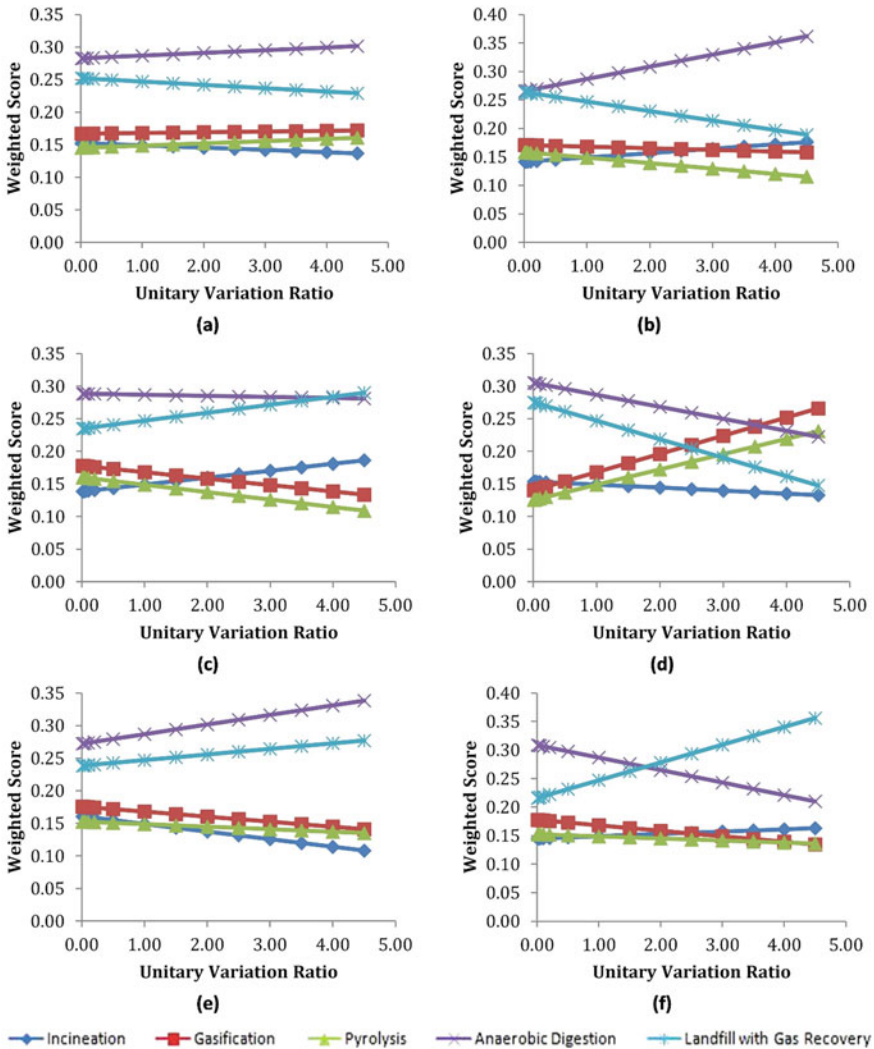 0.35
0.30
0.25
0.20
0.15
0.10
0.05
0.00
Weighted Score
0.00 1.00 2.00 3.00 4.00 5.00
Unitary Variation Ratio
(a)
0.40
0.35
0.30
0.25
0.20
0.15
0.10
0.05
0.00
Weighted Score
0.00 1.00 2.00 3.00 4.00 5.00
Unitary Variation Ratio
(b)
0.35
0.30
0.25
0.20
0.15
0.10
0.05
0.00
Weighted Score
0.00 1.00 2.00 3.00 4.00 5.00
Unitary Variation Ratio
(c)
0.35
0.30
0.25
0.20
0.15
0.10
0.05
0.00
Weighted Score
0.00 1.00 2.00 3.00 4.00 5.00
Unitary Variation Ratio
(d)
0.35
0.30
0.25
0.20
0.15
0.10
0.05
0.00
Weighted Score
0.00 1.00 2.00 3.00 4.00 5.00
Unitary Variation Ratio
(e)
0.40
0.35
0.30
0.25
0.20
0.15
0.10
0.05
0.00
Weighted Score
0.00 1.00 2.00 3.00 4.00 5.00
Unitary Variation Ratio
(f)
Incineation Gasification Pyrolysis Anaerobic Digestion Landfill with Gas Recovery